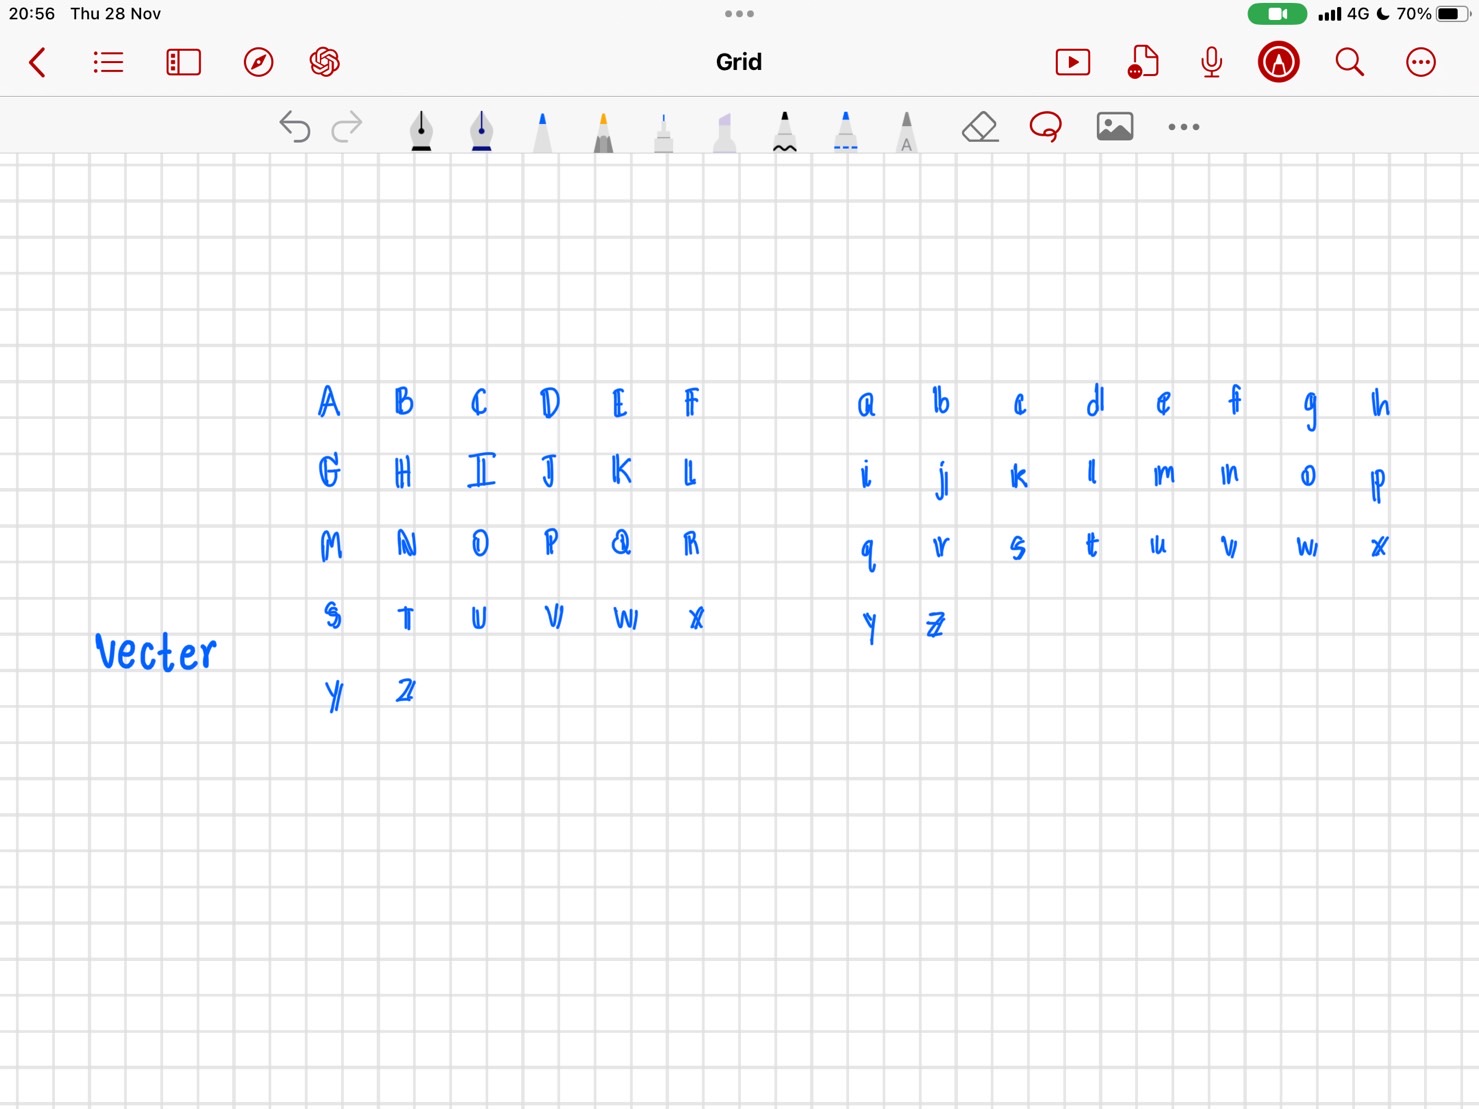 20:56 Thu 28 Nov 4G 70%
Grid
A
A B C D E F a b c d e f g h
G H I J K L i j k l m n o p
M N O P Q R q r s t u v w x
S T U V W X y z
vecter
Y Z